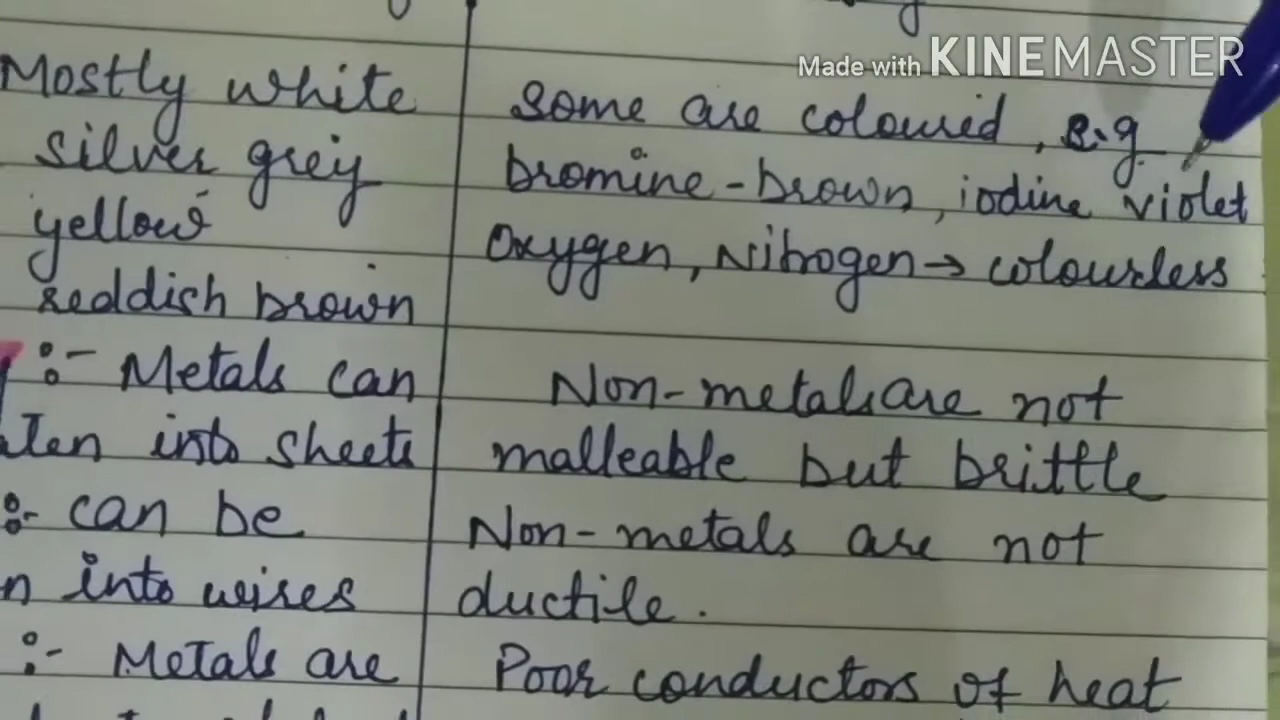 Made with KINEMASTER
Mostly white
silver grey
yellow
reddish brown
:- Metals can
into sheets
:- can be
into wires
:- Metals are
Some are coloured, e.g
bromine-brown, iodine violet
Oxygen, Nitrogen → colourless
Non-metals are not
malleable but brittle
Non-metals are not
ductile.
Poor conductors of heat